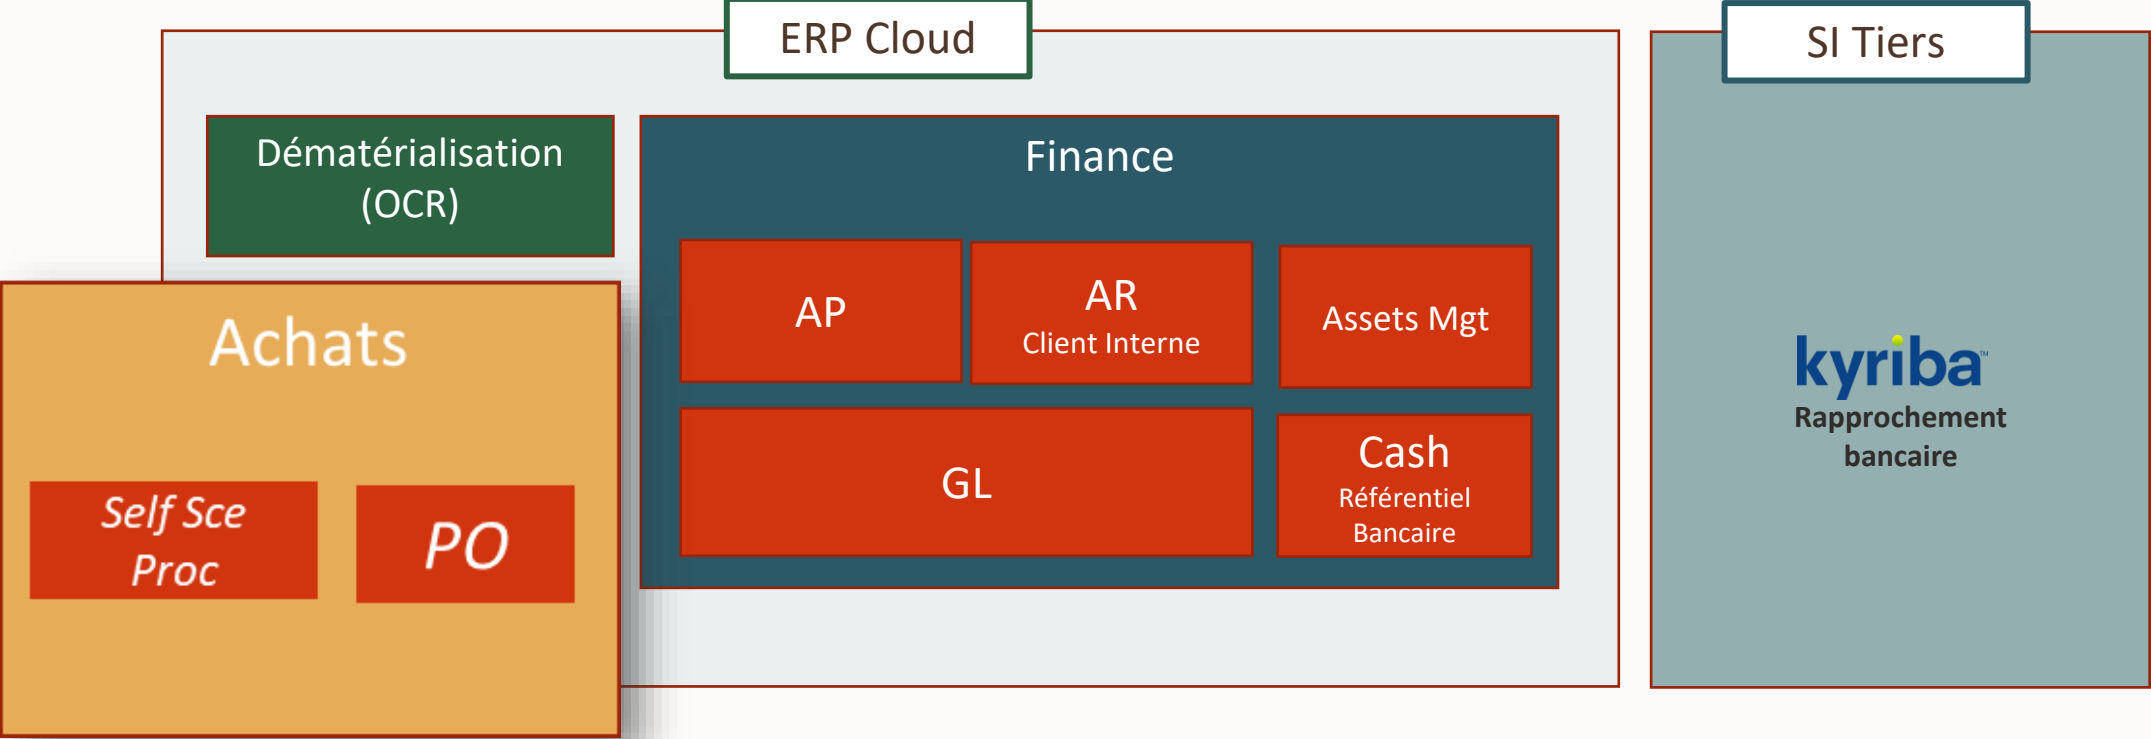 ERP Cloud
SI Tiers
Dématérialisation
(OCR)
Finance
AP
AR
Client Interne
Assets Mgt
GL
Cash
Référentiel
Bancaire
Achats
Self Sce
Proc
PO
kyriba™
Rapprochement
bancaire